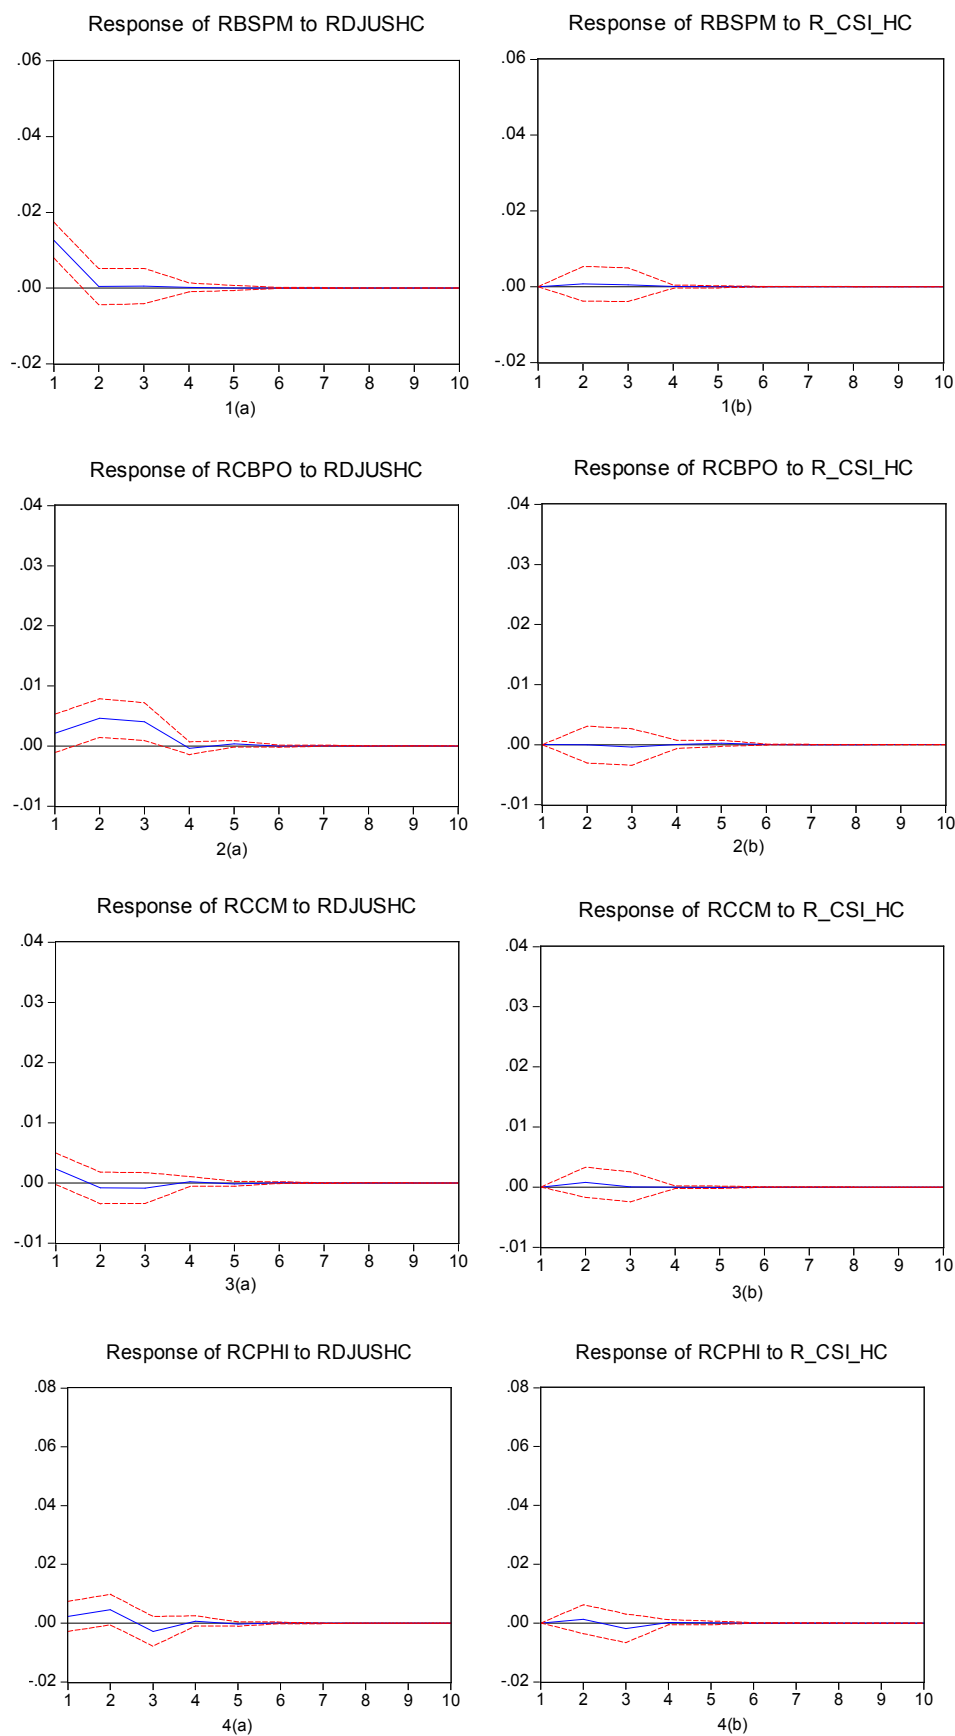 Response of RBSPM to RDJUSHC
.06
.04
.02
.00
-.02
1 2 3 4 5 6 7 8 9 10
1(a)
Response of RBSPM to R_CSI_HC
.06
.04
.02
.00
-.02
1 2 3 4 5 6 7 8 9 10
1(b)
Response of RCBPO to RDJUSHC
.04
.03
.02
.01
.00
-.01
1 2 3 4 5 6 7 8 9 10
2(a)
Response of RCBPO to R_CSI_HC
.04
.03
.02
.01
.00
-.01
1 2 3 4 5 6 7 8 9 10
2(b)
Response of RCCM to RDJUSHC
.04
.03
.02
.01
.00
-.01
1 2 3 4 5 6 7 8 9 10
3(a)
Response of RCCM to R_CSI_HC
.04
.03
.02
.01
.00
-.01
1 2 3 4 5 6 7 8 9 10
3(b)
Response of RCPHI to RDJUSHC
.08
.06
.04
.02
.00
-.02
1 2 3 4 5 6 7 8 9 10
4(a)
Response of RCPHI to R_CSI_HC
.08
.06
.04
.02
.00
-.02
1 2 3 4 5 6 7 8 9 10
4(b)